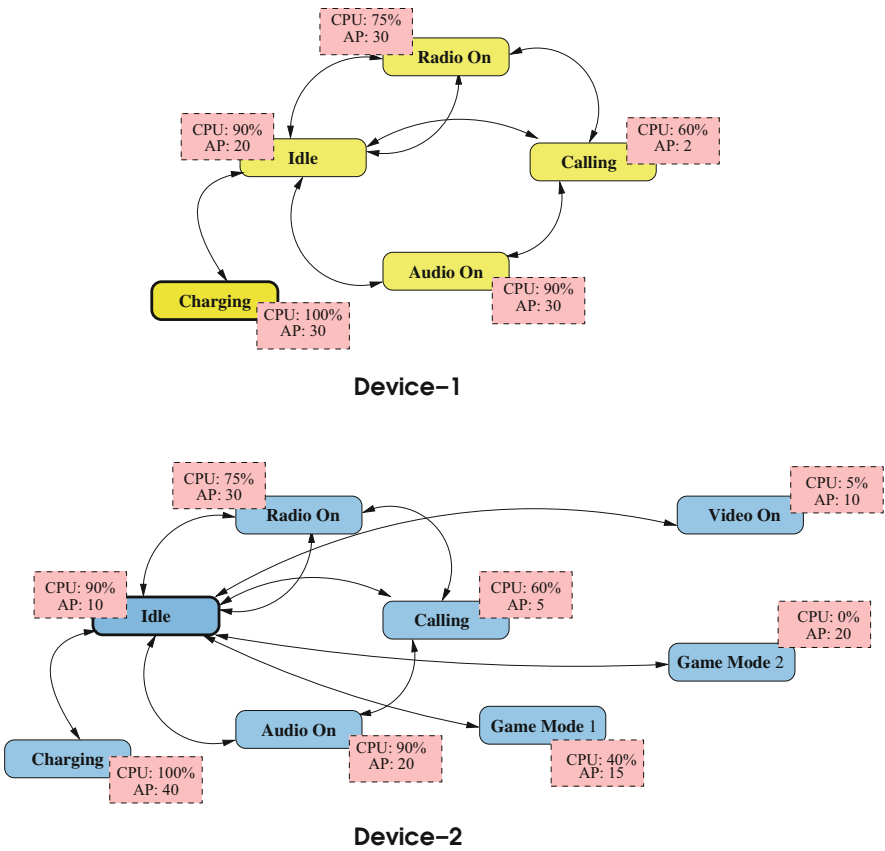 CPU: 75%
AP: 30
Radio On
CPU: 90%
AP: 20
Idle
CPU: 60%
AP: 2
Calling
Audio On
CPU: 90%
AP: 30
Charging
CPU: 100%
AP: 30
Device–1
CPU: 75%
AP: 30
Radio On
CPU: 5%
AP: 10
Video On
CPU: 90%
AP: 10
Idle
CPU: 60%
AP: 5
Calling
CPU: 0%
AP: 20
Game Mode 2
Audio On
CPU: 90%
AP: 20
Game Mode 1
CPU: 40%
AP: 15
Charging
CPU: 100%
AP: 40
Device–2